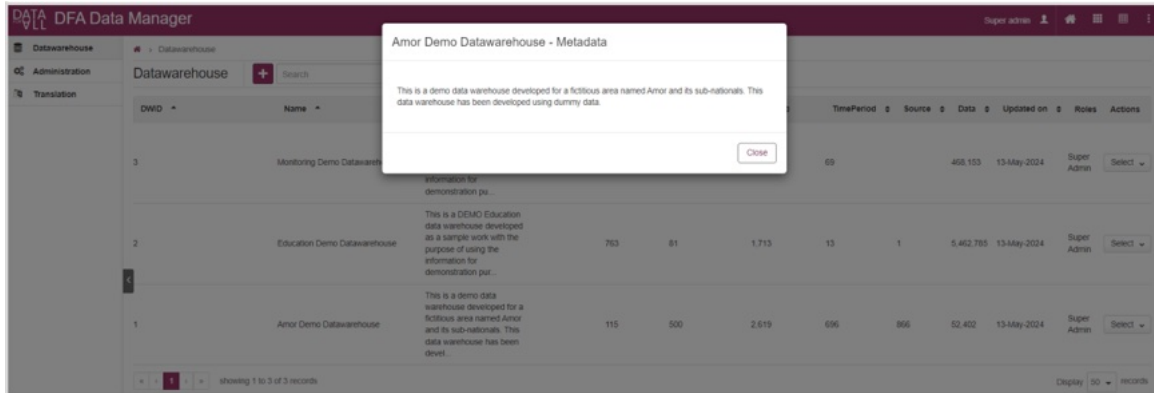 DATA
ALL
DFA Data Manager
Super admin
Datawarehouse
Administration
Translation
Datawarehouse
Datawarehouse
Search
Amor Demo Datawarehouse - Metadata
This is a demo data warehouse developed for a fictitious area named Amor and its sub-nationals. This
data warehouse has been developed using dummy data.
Close
DWID Name TimePeriod Source Data Updated on Roles Actions
3 Monitoring Demo Datawareh 69 468,153 13-May-2024 Super Admin Select
information for
demonstration pu...
This is a DEMO Education
data warehouse developed
as a sample work with the
purpose of using the
information for
demonstration pur...
2 Education Demo Datawarehouse 763 81 1,713 13 1 5,462,785 13-May-2024 Super Admin Select
This is a demo data
warehouse developed for a
fictitious area named Amor
and its sub-nationals. This
data warehouse has been
devel...
1 Amor Demo Datawarehouse 115 500 2,619 696 866 52,402 13-May-2024 Super Admin Select
« ‹ 1 › » showing 1 to 3 of 3 records
Display 50 records